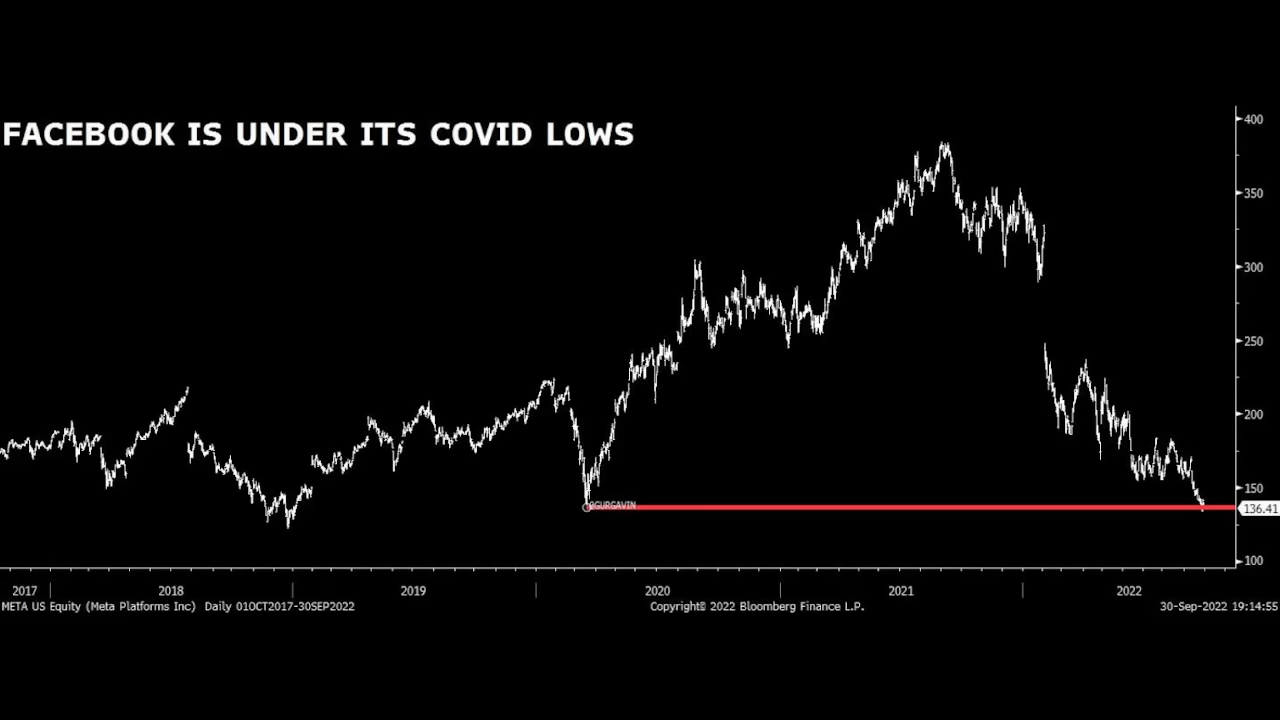 FACEBOOK IS UNDER ITS COVID LOWS
400
350
300
250
200
150
@GURGAVIN
136.41
100
2017 2018 2019 2020 2021 2022
META US Equity (Meta Platforms Inc) Daily 01OCT2017-30SEP2022 Copyright© 2022 Bloomberg Finance L.P. 30-Sep-2022 19:14:55